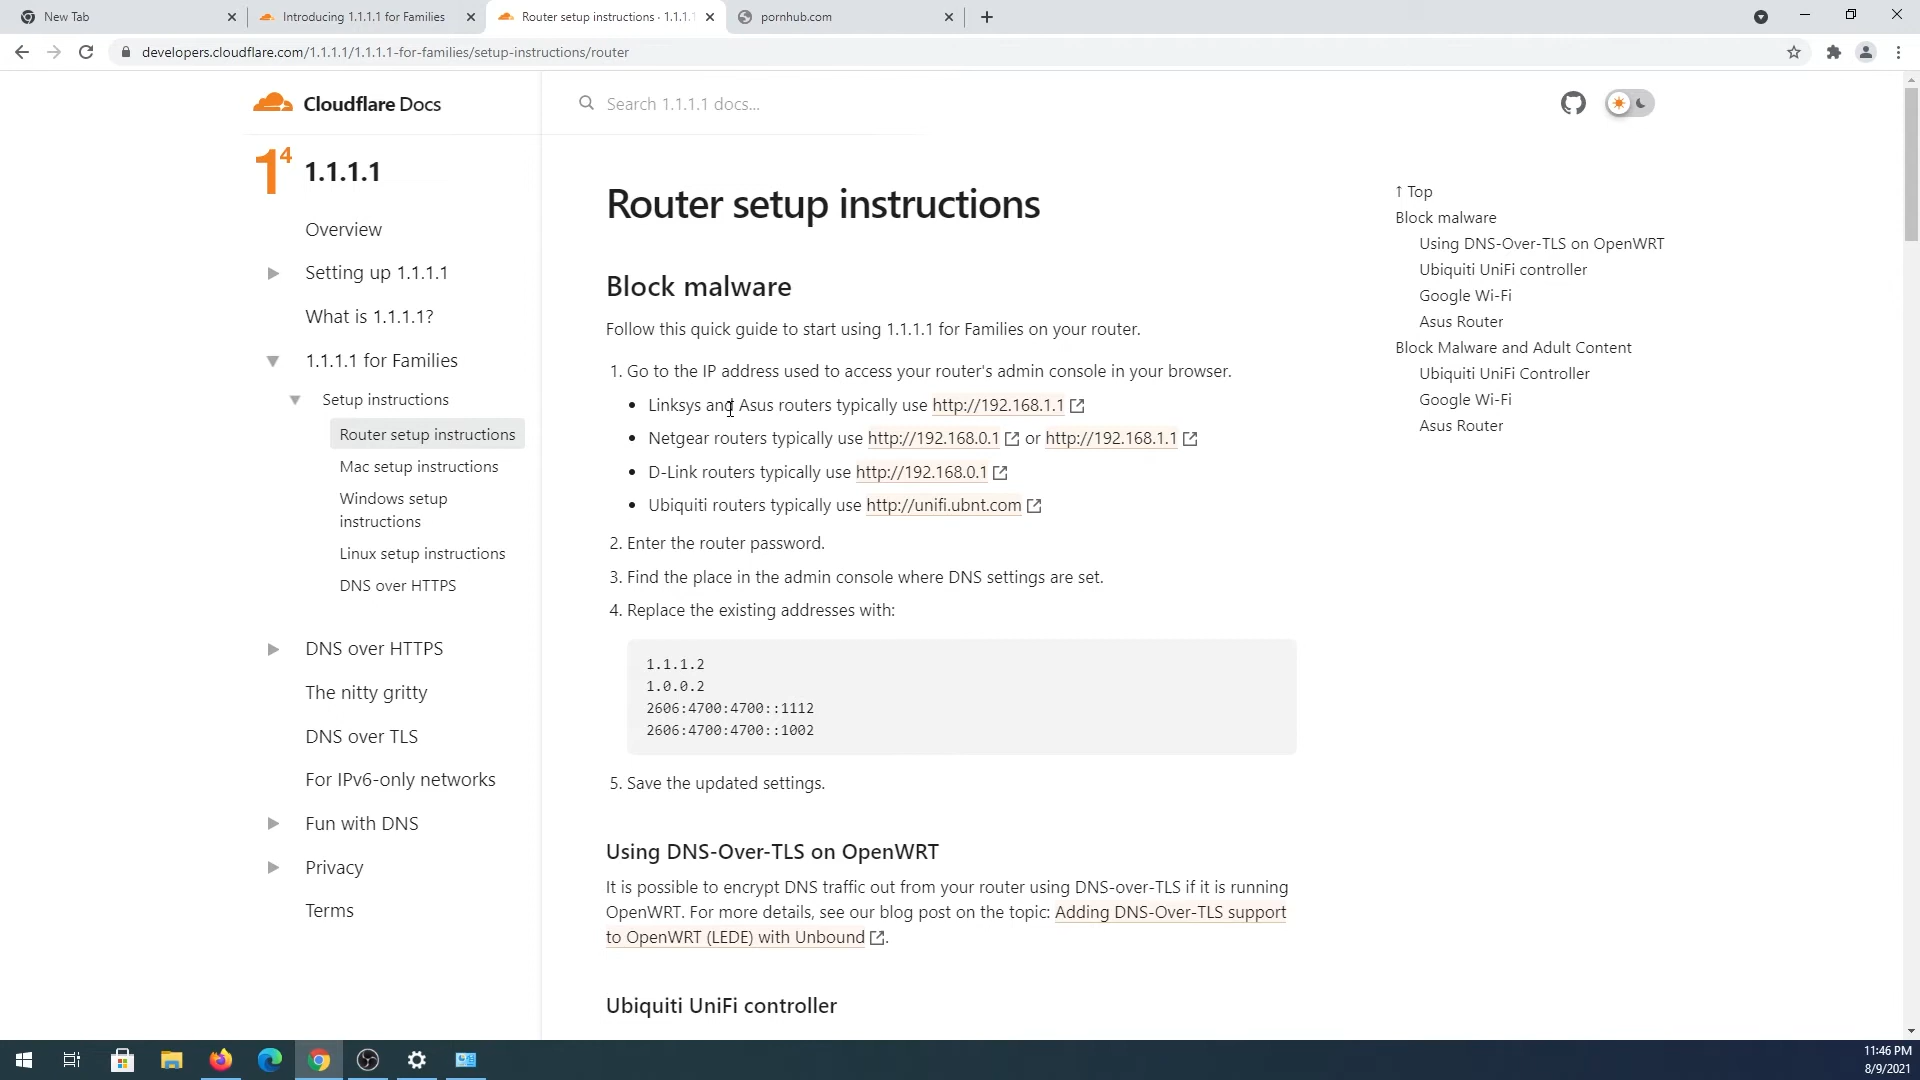 New Tab
Introducing 1.1.1.1 for Families
Router setup instructions · 1.1.1.1
pornhub.com
developers.cloudflare.com/1.1.1.1/1.1.1.1-for-families/setup-instructions/router
Cloudflare Docs
Search 1.1.1.1 docs...
1⁴
1.1.1.1
Overview
Setting up 1.1.1.1
What is 1.1.1.1?
1.1.1.1 for Families
Setup instructions
Router setup instructions
Mac setup instructions
Windows setup
instructions
Linux setup instructions
DNS over HTTPS
DNS over HTTPS
The nitty gritty
DNS over TLS
For IPv6-only networks
Fun with DNS
Privacy
Terms
Router setup instructions
Block malware
Follow this quick guide to start using 1.1.1.1 for Families on your router.
1. Go to the IP address used to access your router's admin console in your browser.
• Linksys and Asus routers typically use http://192.168.1.1
• Netgear routers typically use http://192.168.0.1 or http://192.168.1.1
• D-Link routers typically use http://192.168.0.1
• Ubiquiti routers typically use http://unifi.ubnt.com
2. Enter the router password.
3. Find the place in the admin console where DNS settings are set.
4. Replace the existing addresses with:
1.1.1.2
1.0.0.2
2606:4700:4700::1112
2606:4700:4700::1002
5. Save the updated settings.
Using DNS-Over-TLS on OpenWRT
It is possible to encrypt DNS traffic out from your router using DNS-over-TLS if it is running
OpenWRT. For more details, see our blog post on the topic: Adding DNS-Over-TLS support
to OpenWRT (LEDE) with Unbound.
Ubiquiti UniFi controller
↑ Top
Block malware
Using DNS-Over-TLS on OpenWRT
Ubiquiti UniFi controller
Google Wi-Fi
Asus Router
Block Malware and Adult Content
Ubiquiti UniFi Controller
Google Wi-Fi
Asus Router
11:46 PM
8/9/2021